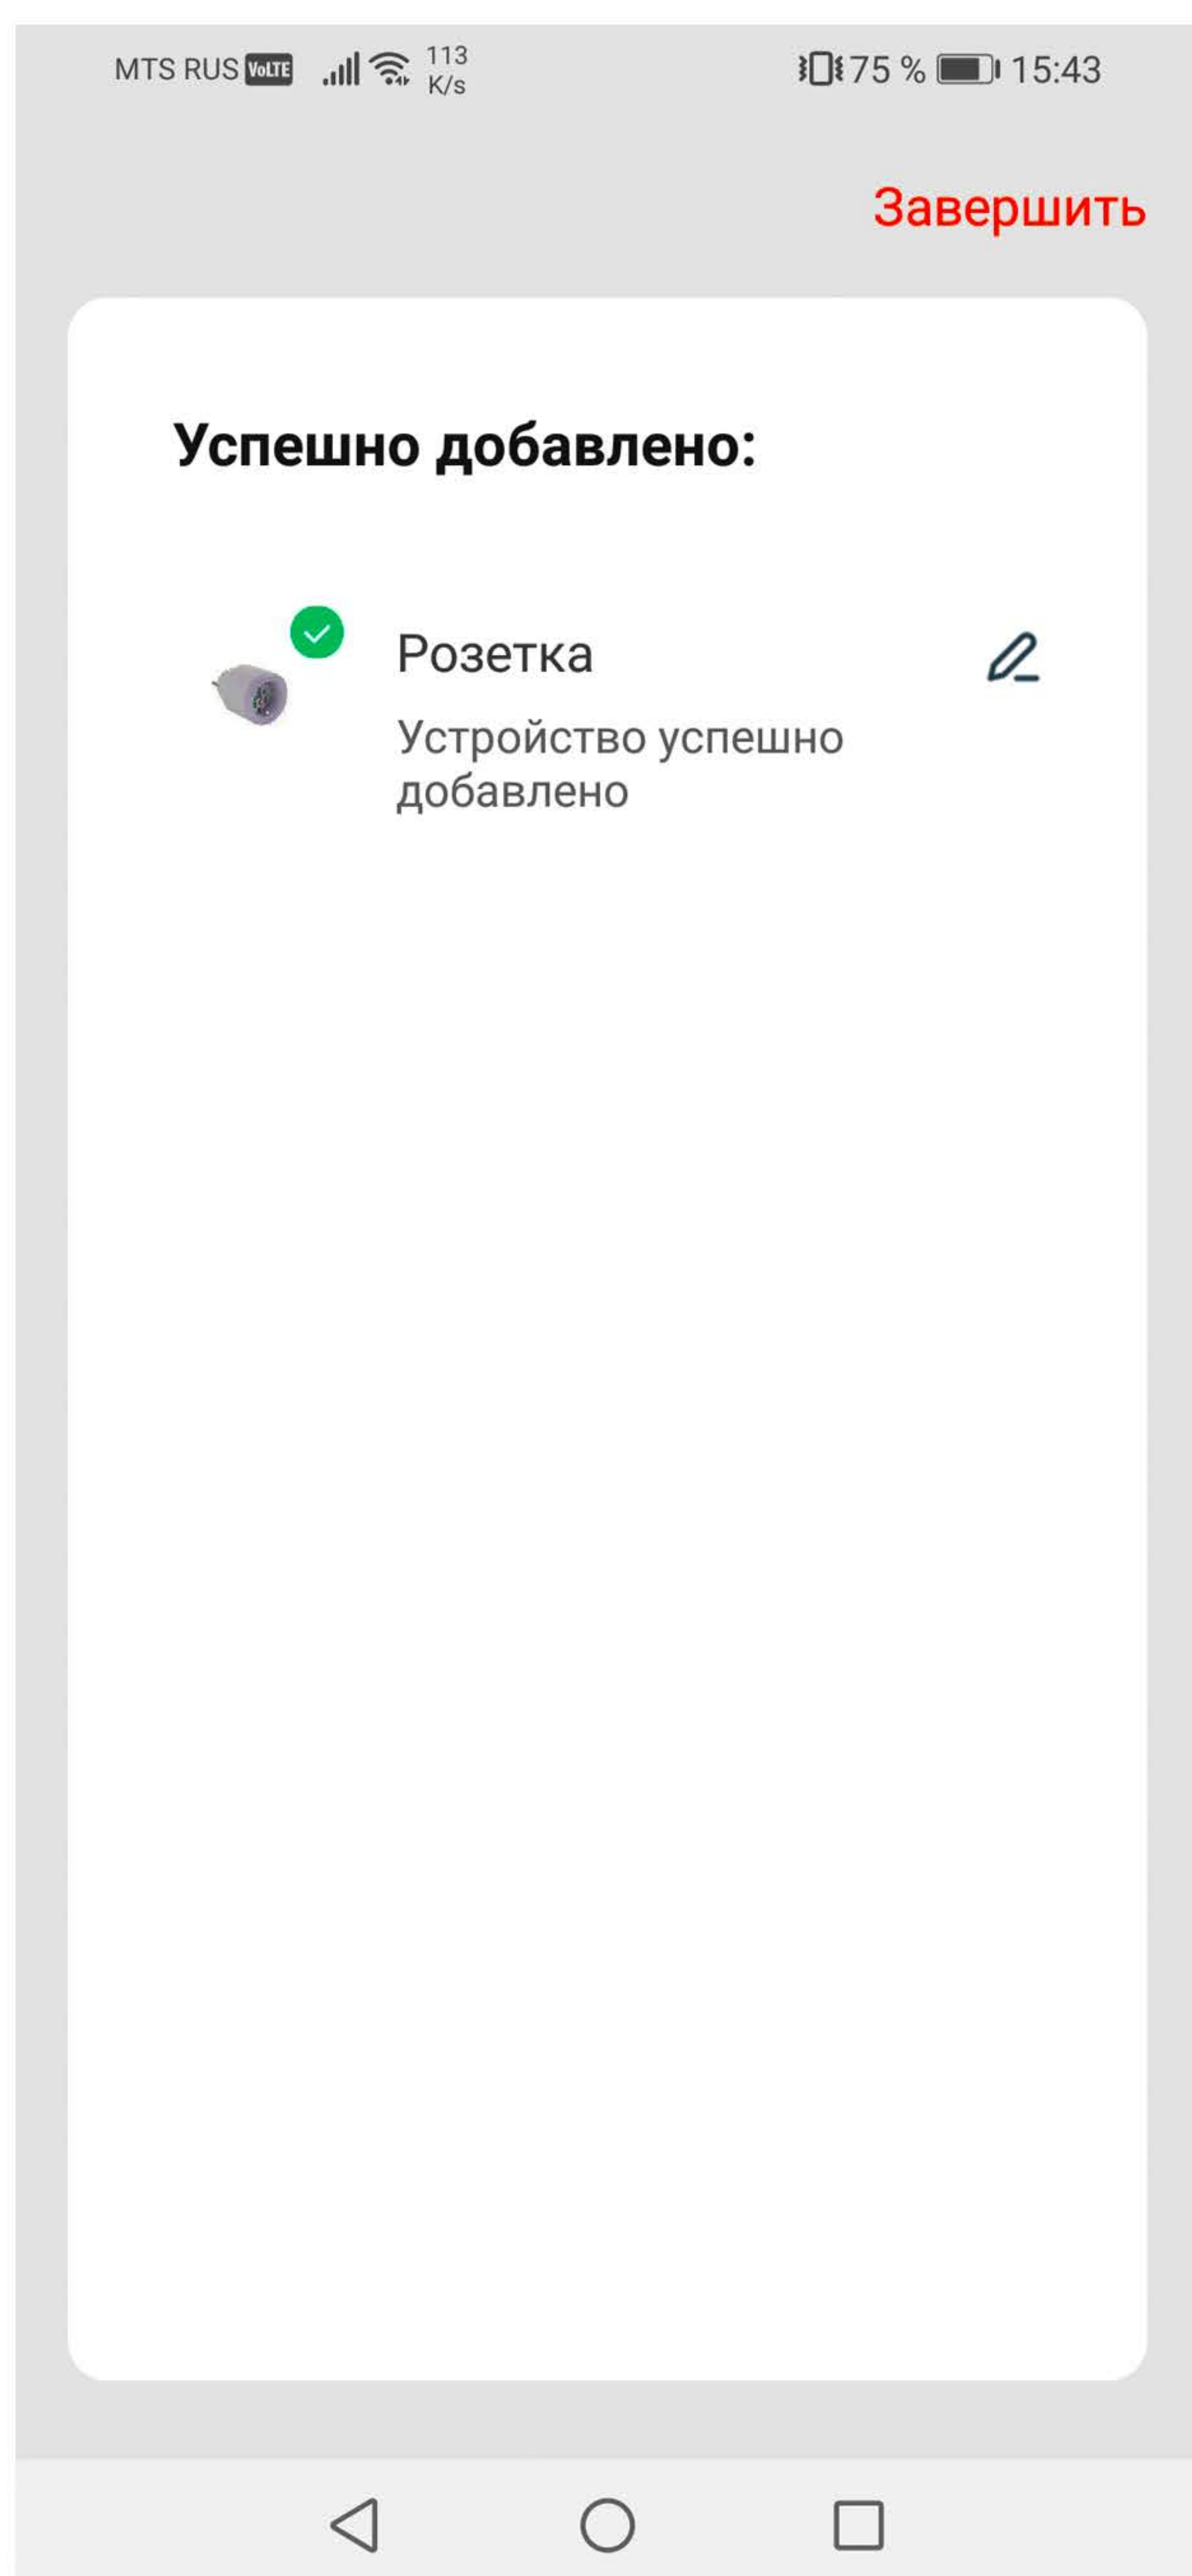 MTS RUS VoLTE 113 K/s 75 % 15:43
Завершить
Успешно добавлено:
Розетка
Устройство успешно
добавлено